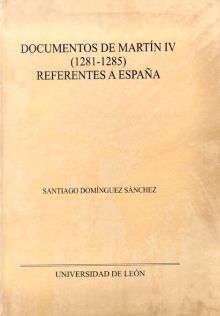 DOCUMENTOS DE MARTÍN IV
(1281-1285)
REFERENTES A ESPAÑA
SANTIAGO DOMÍNGUEZ SÁNCHEZ
UNIVERSIDAD DE LEÓN